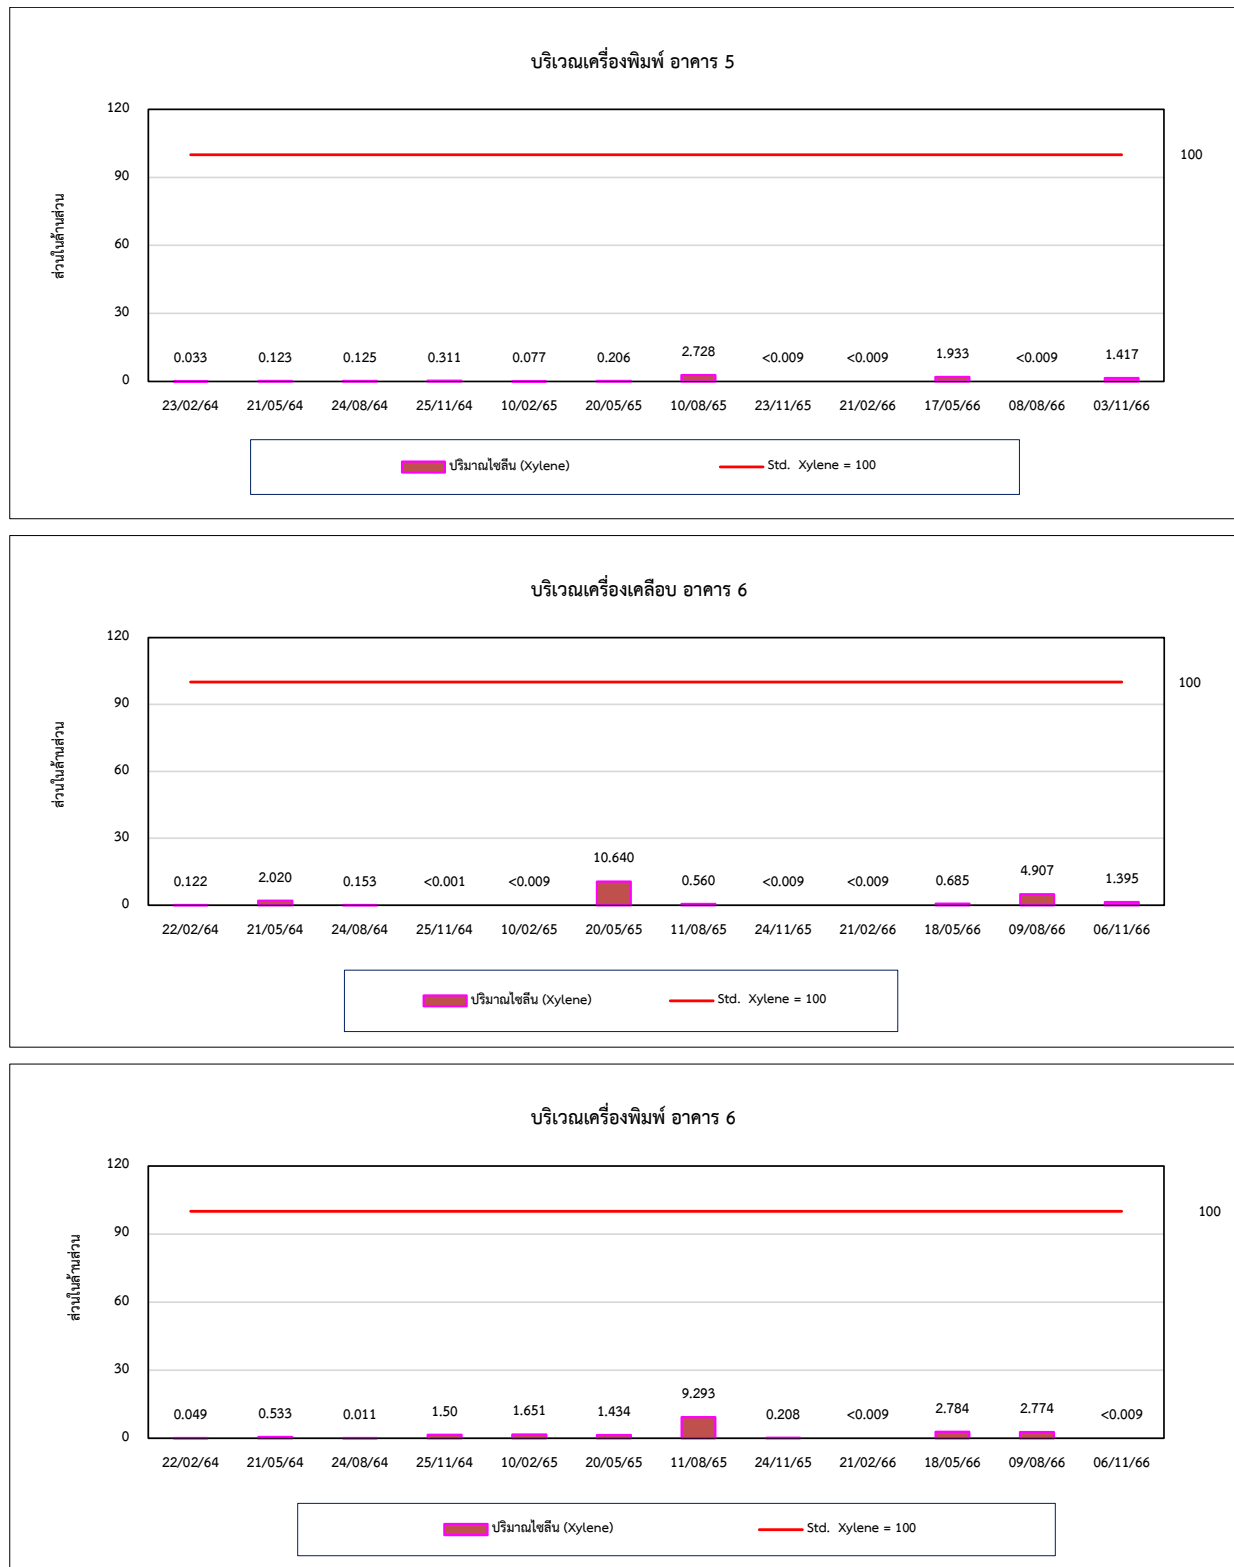 บริเวณเครื่องพิมพ์ อาคาร 5
120
100
90
ส่วนในล้านส่วน
60
30
0.033 0.123 0.125 0.311 0.077 0.206 2.728 <0.009 <0.009 1.933 <0.009 1.417
0
23/02/64 21/05/64 24/08/64 25/11/64 10/02/65 20/05/65 10/08/65 23/11/65 21/02/66 17/05/66 08/08/66 03/11/66
ปริมาณไซลีน (Xylene) Std. Xylene = 100
บริเวณเครื่องเคลือบ อาคาร 6
120
100
90
ส่วนในล้านส่วน
60
30
0.122 2.020 0.153 <0.001 <0.009 10.640 0.560 <0.009 <0.009 0.685 4.907 1.395
0
22/02/64 21/05/64 24/08/64 25/11/64 10/02/65 20/05/65 11/08/65 24/11/65 21/02/66 18/05/66 09/08/66 06/11/66
ปริมาณไซลีน (Xylene) Std. Xylene = 100
บริเวณเครื่องพิมพ์ อาคาร 6
120
100
90
ส่วนในล้านส่วน
60
30
0.049 0.533 0.011 1.50 1.651 1.434 9.293 0.208 <0.009 2.784 2.774 <0.009
0
22/02/64 21/05/64 24/08/64 25/11/64 10/02/65 20/05/65 11/08/65 24/11/65 21/02/66 18/05/66 09/08/66 06/11/66
ปริมาณไซลีน (Xylene) Std. Xylene = 100